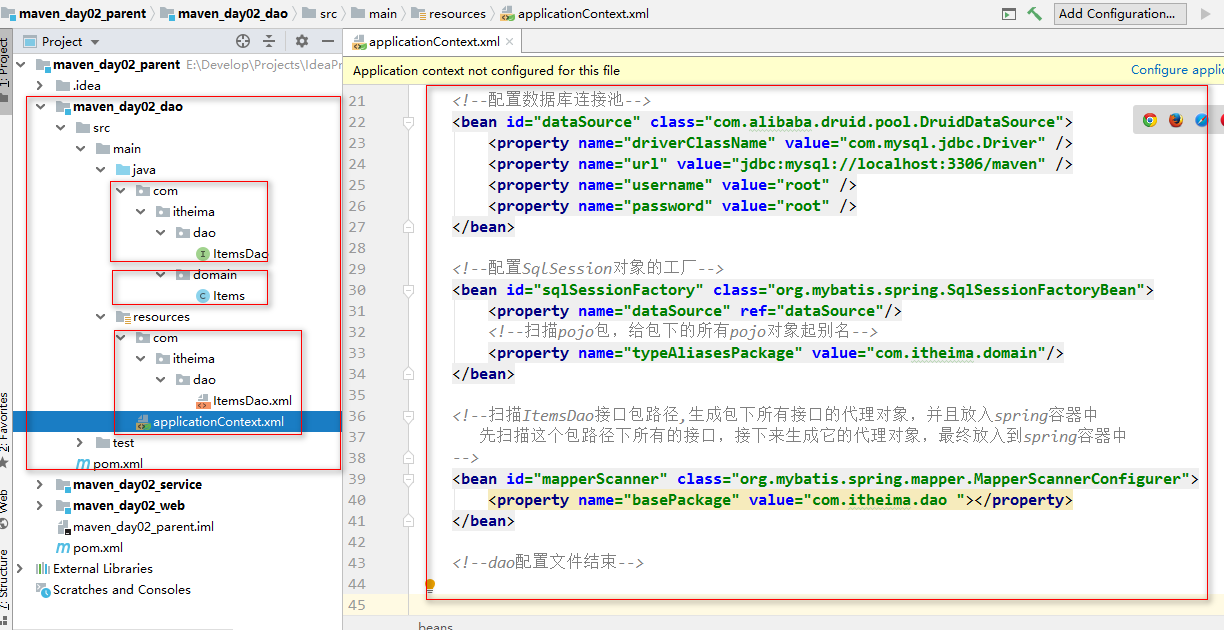 maven_day02_parent maven_day02_dao src main resources applicationContext.xml
Add Configuration...
Project
applicationContext.xml
1: Project
2: Favorites
Web
7: Structure
maven_day02_parent E:\Develop\Projects\IdeaPr
.idea
maven_day02_dao
src
main
java
com
itheima
dao
ItemsDao
domain
Items
resources
com
itheima
dao
ItemsDao.xml
applicationContext.xml
test
pom.xml
maven_day02_service
maven_day02_web
maven_day02_parent.iml
pom.xml
External Libraries
Scratches and Consoles
Application context not configured for this file
Configure applic
21 <!--配置数据库连接池-->
22 <bean id="dataSource" class="com.alibaba.druid.pool.DruidDataSource">
23 <property name="driverClassName" value="com.mysql.jdbc.Driver" />
24 <property name="url" value="jdbc:mysql://localhost:3306/maven" />
25 <property name="username" value="root" />
26 <property name="password" value="root" />
27 </bean>
28
29 <!--配置SqlSession对象的工厂-->
30 <bean id="sqlSessionFactory" class="org.mybatis.spring.SqlSessionFactoryBean">
31 <property name="dataSource" ref="dataSource"/>
32 <!--扫描pojo包，给包下的所有pojo对象起别名-->
33 <property name="typeAliasesPackage" value="com.itheima.domain"/>
34 </bean>
35
36 <!--扫描ItemsDao接口包路径,生成包下所有接口的代理对象，并且放入spring容器中
37 先扫描这个包路径下所有的接口，接下来生成它的代理对象，最终放入到spring容器中
38 -->
39 <bean id="mapperScanner" class="org.mybatis.spring.mapper.MapperScannerConfigurer">
40 <property name="basePackage" value="com.itheima.dao "></property>
41 </bean>
42
43 <!--dao配置文件结束-->
44
45
beans